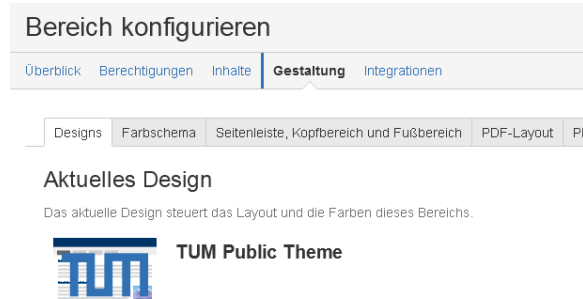 Bereich konfigurieren
Überblick Berechtigungen Inhalte Gestaltung Integrationen
Designs Farbschema Seitenleiste, Kopfbereich und Fußbereich PDF-Layout
Aktuelles Design
Das aktuelle Design steuert das Layout und die Farben dieses Bereichs.
TUM Public Theme
TUM